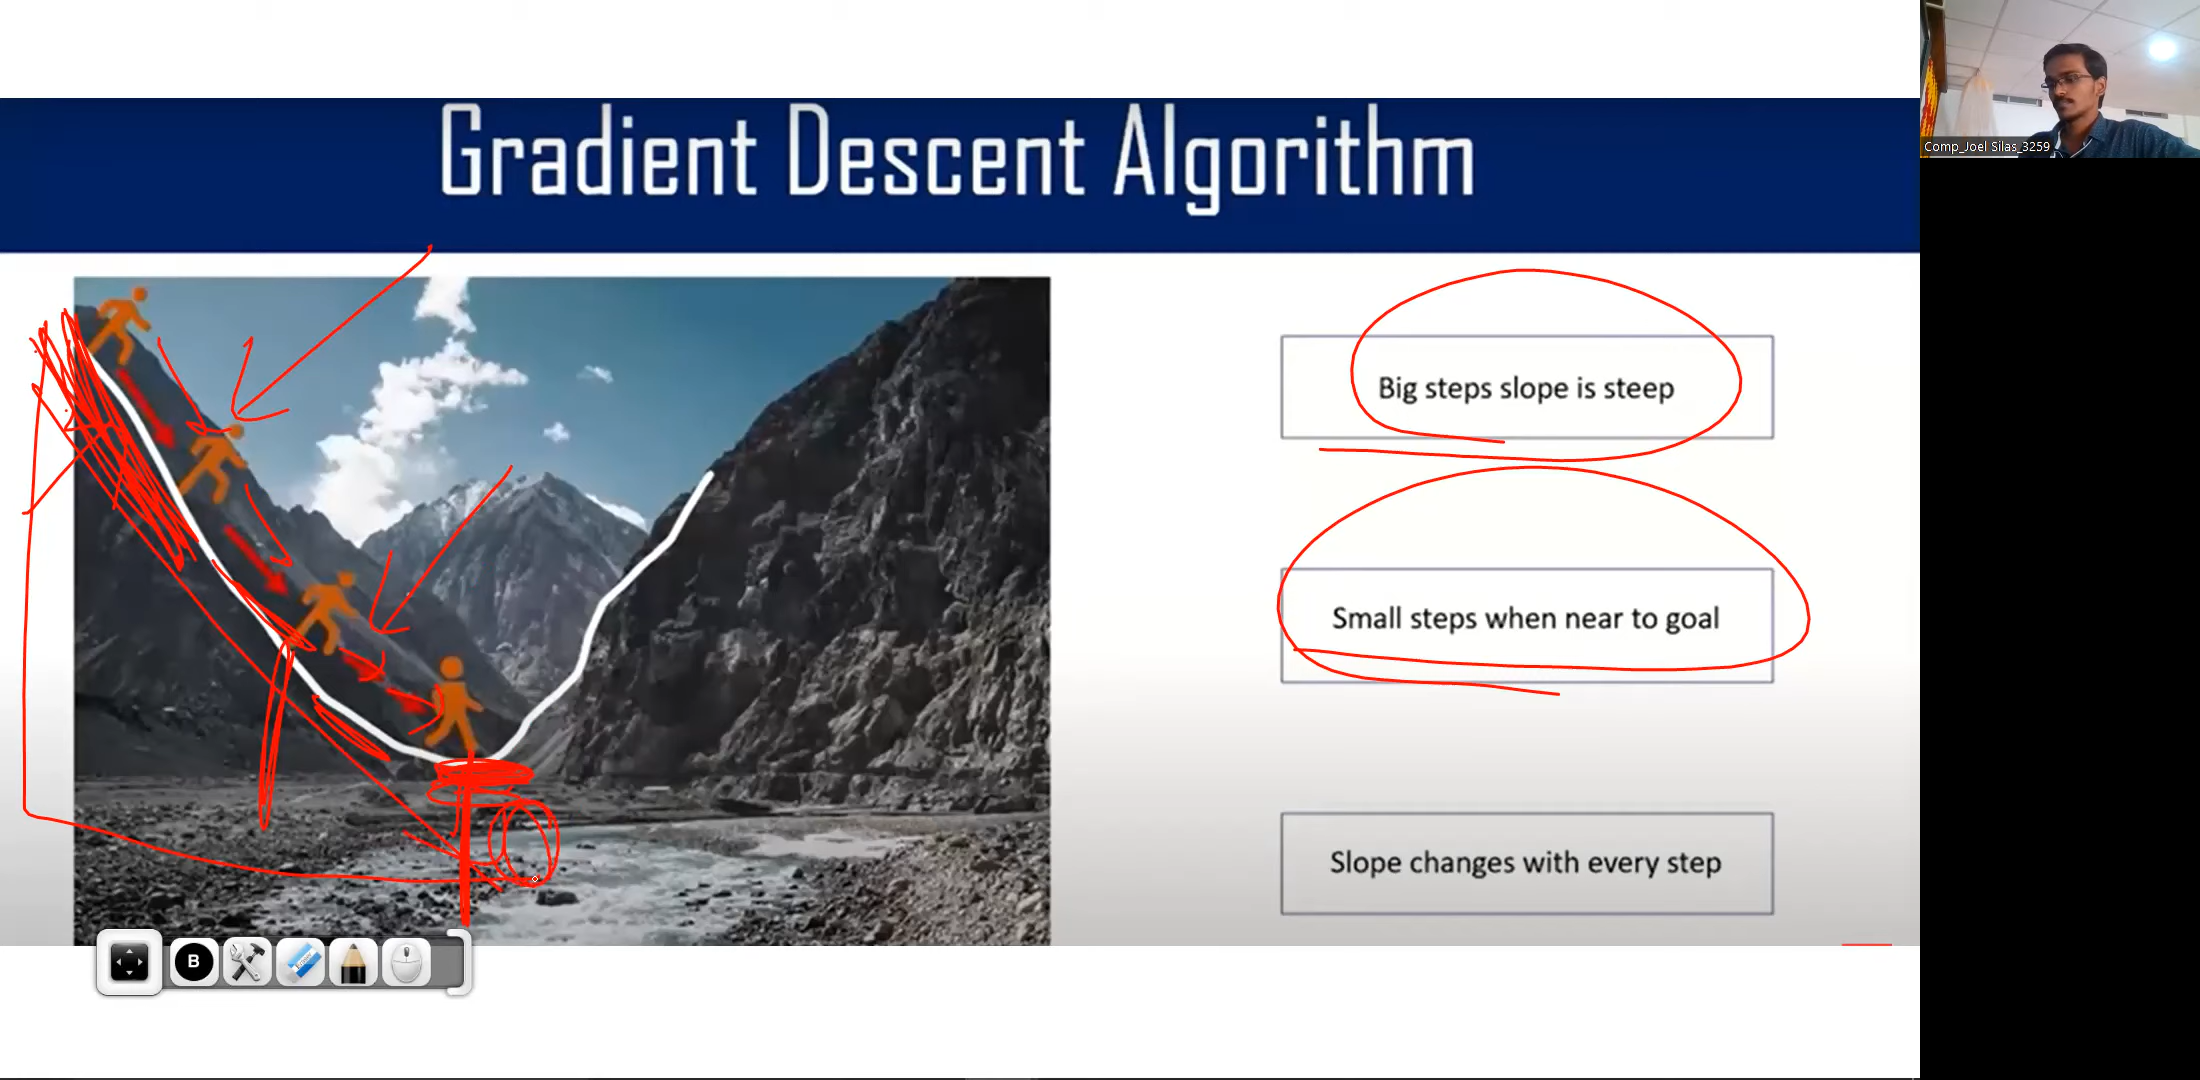 Gradient Descent Algorithm
Comp_Joel Silas_3259
Big steps slope is steep
Small steps when near to goal
Slope changes with every step
B